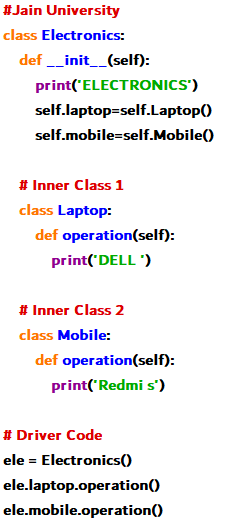 #Jain University
class Electronics:
    def __init__(self):
        print('ELECTRONICS')
        self.laptop=self.Laptop()
        self.mobile=self.Mobile()
    # Inner Class 1
    class Laptop:
        def operation(self):
            print('DELL ')
    # Inner Class 2
    class Mobile:
        def operation(self):
            print('Redmi s')
# Driver Code
ele = Electronics()
ele.laptop.operation()
ele.mobile.operation()